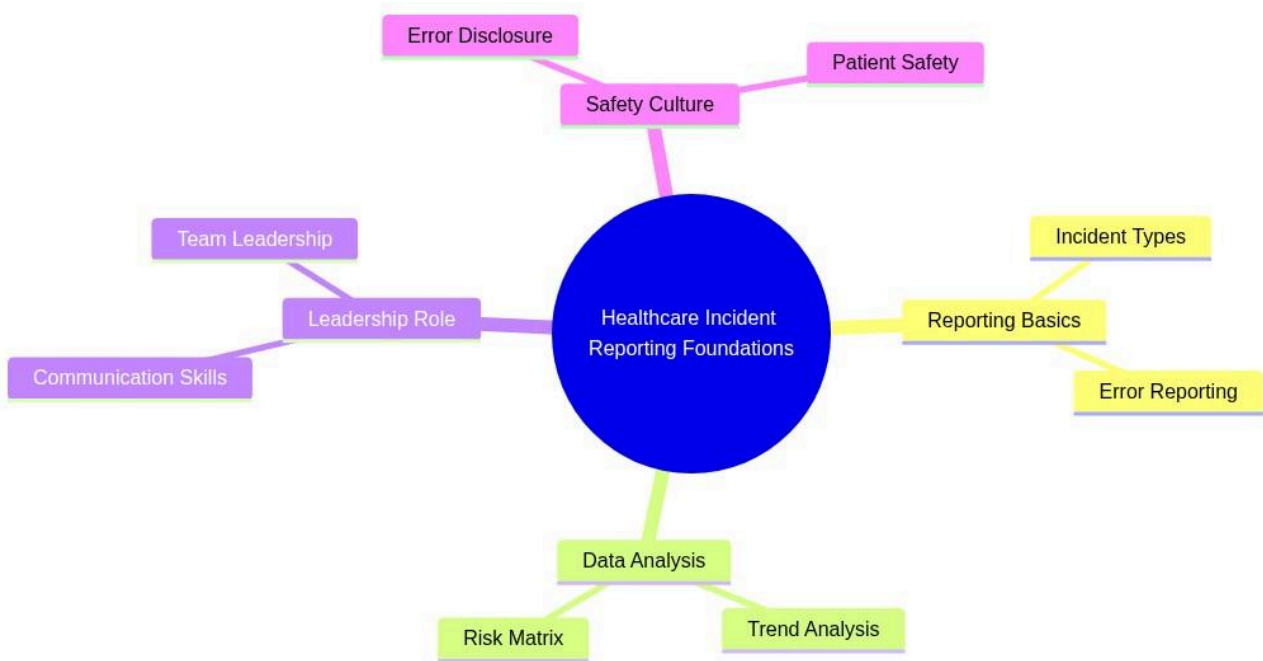 Error Disclosure
Patient Safety
Safety Culture
Team Leadership
Incident Types
Leadership Role
Healthcare Incident
Reporting Foundations
Reporting Basics
Communication Skills
Error Reporting
Data Analysis
Risk Matrix
Trend Analysis